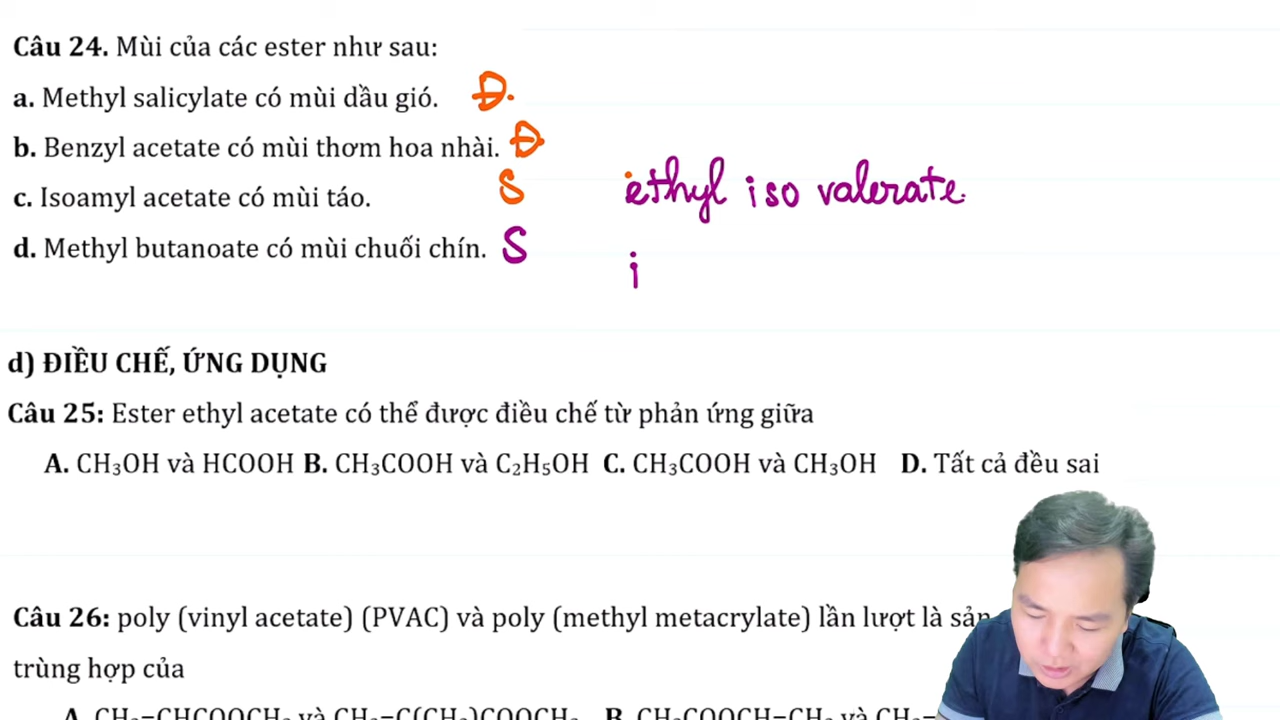 Câu 24. Mùi của các ester như sau:
a. Methyl salicylate có mùi dầu gió. Đ.
b. Benzyl acetate có mùi thơm hoa nhài. Đ
c. Isoamyl acetate có mùi táo. S ethyl iso valerate.
d. Methyl butanoate có mùi chuối chín. S i
d) ĐIỀU CHẾ, ỨNG DỤNG
Câu 25: Ester ethyl acetate có thể được điều chế từ phản ứng giữa
A. CH₃OH và HCOOH B. CH₃COOH và C₂H₅OH C. CH₃COOH và CH₃OH D. Tất cả đều sai
Câu 26: poly (vinyl acetate) (PVAC) và poly (methyl metacrylate) lần lượt là
trùng hợp của